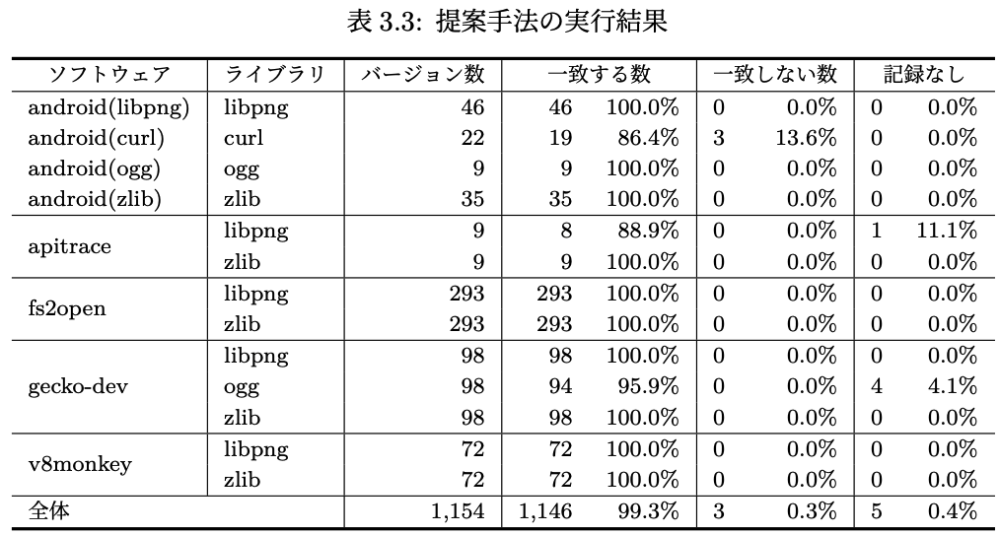 表 3.3: 提案手法の実行結果
ソフトウェア ライブラリ バージョン数 一致する数 一致しない数 記録なし
android(libpng) libpng 46 46 100.0% 0 0.0% 0 0.0%
android(curl) curl 22 19 86.4% 3 13.6% 0 0.0%
android(ogg) ogg 9 9 100.0% 0 0.0% 0 0.0%
android(zlib) zlib 35 35 100.0% 0 0.0% 0 0.0%
apitrace libpng 9 8 88.9% 0 0.0% 1 11.1%
zlib 9 9 100.0% 0 0.0% 0 0.0%
fs2open libpng 293 293 100.0% 0 0.0% 0 0.0%
zlib 293 293 100.0% 0 0.0% 0 0.0%
libpng 98 98 100.0% 0 0.0% 0 0.0%
gecko-dev ogg 98 94 95.9% 0 0.0% 4 4.1%
zlib 98 98 100.0% 0 0.0% 0 0.0%
v8monkey libpng 72 72 100.0% 0 0.0% 0 0.0%
zlib 72 72 100.0% 0 0.0% 0 0.0%
全体 1,154 1,146 99.3% 3 0.3% 5 0.4%